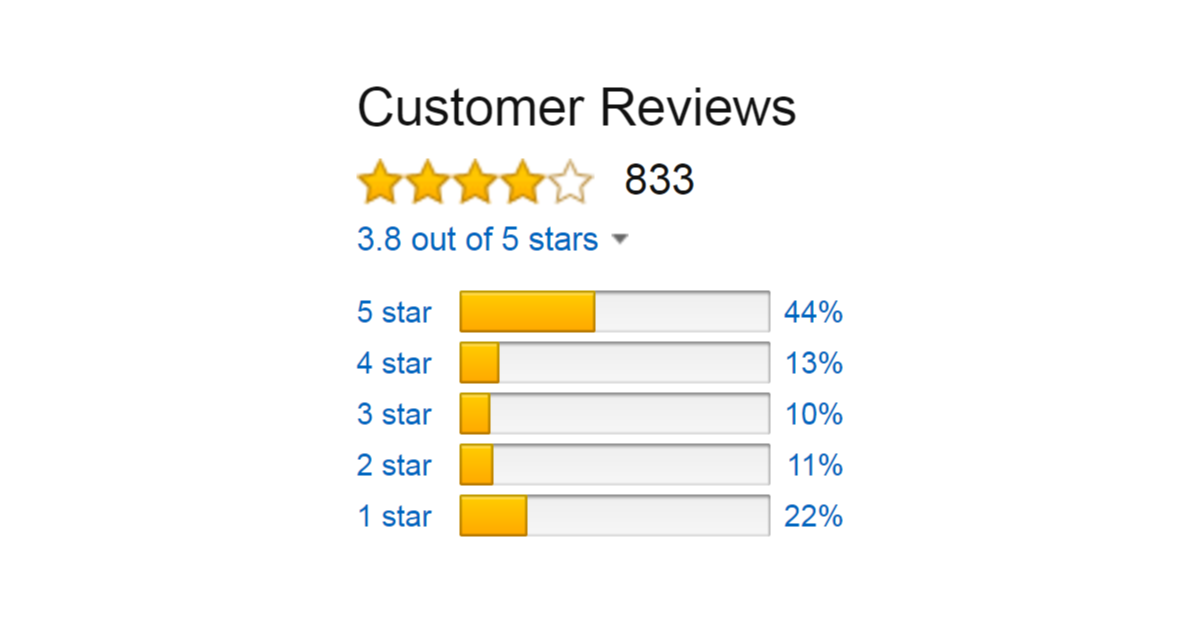 Customer Reviews
833
3.8 out of 5 stars
5 star 44%
4 star 13%
3 star 10%
2 star 11%
1 star 22%